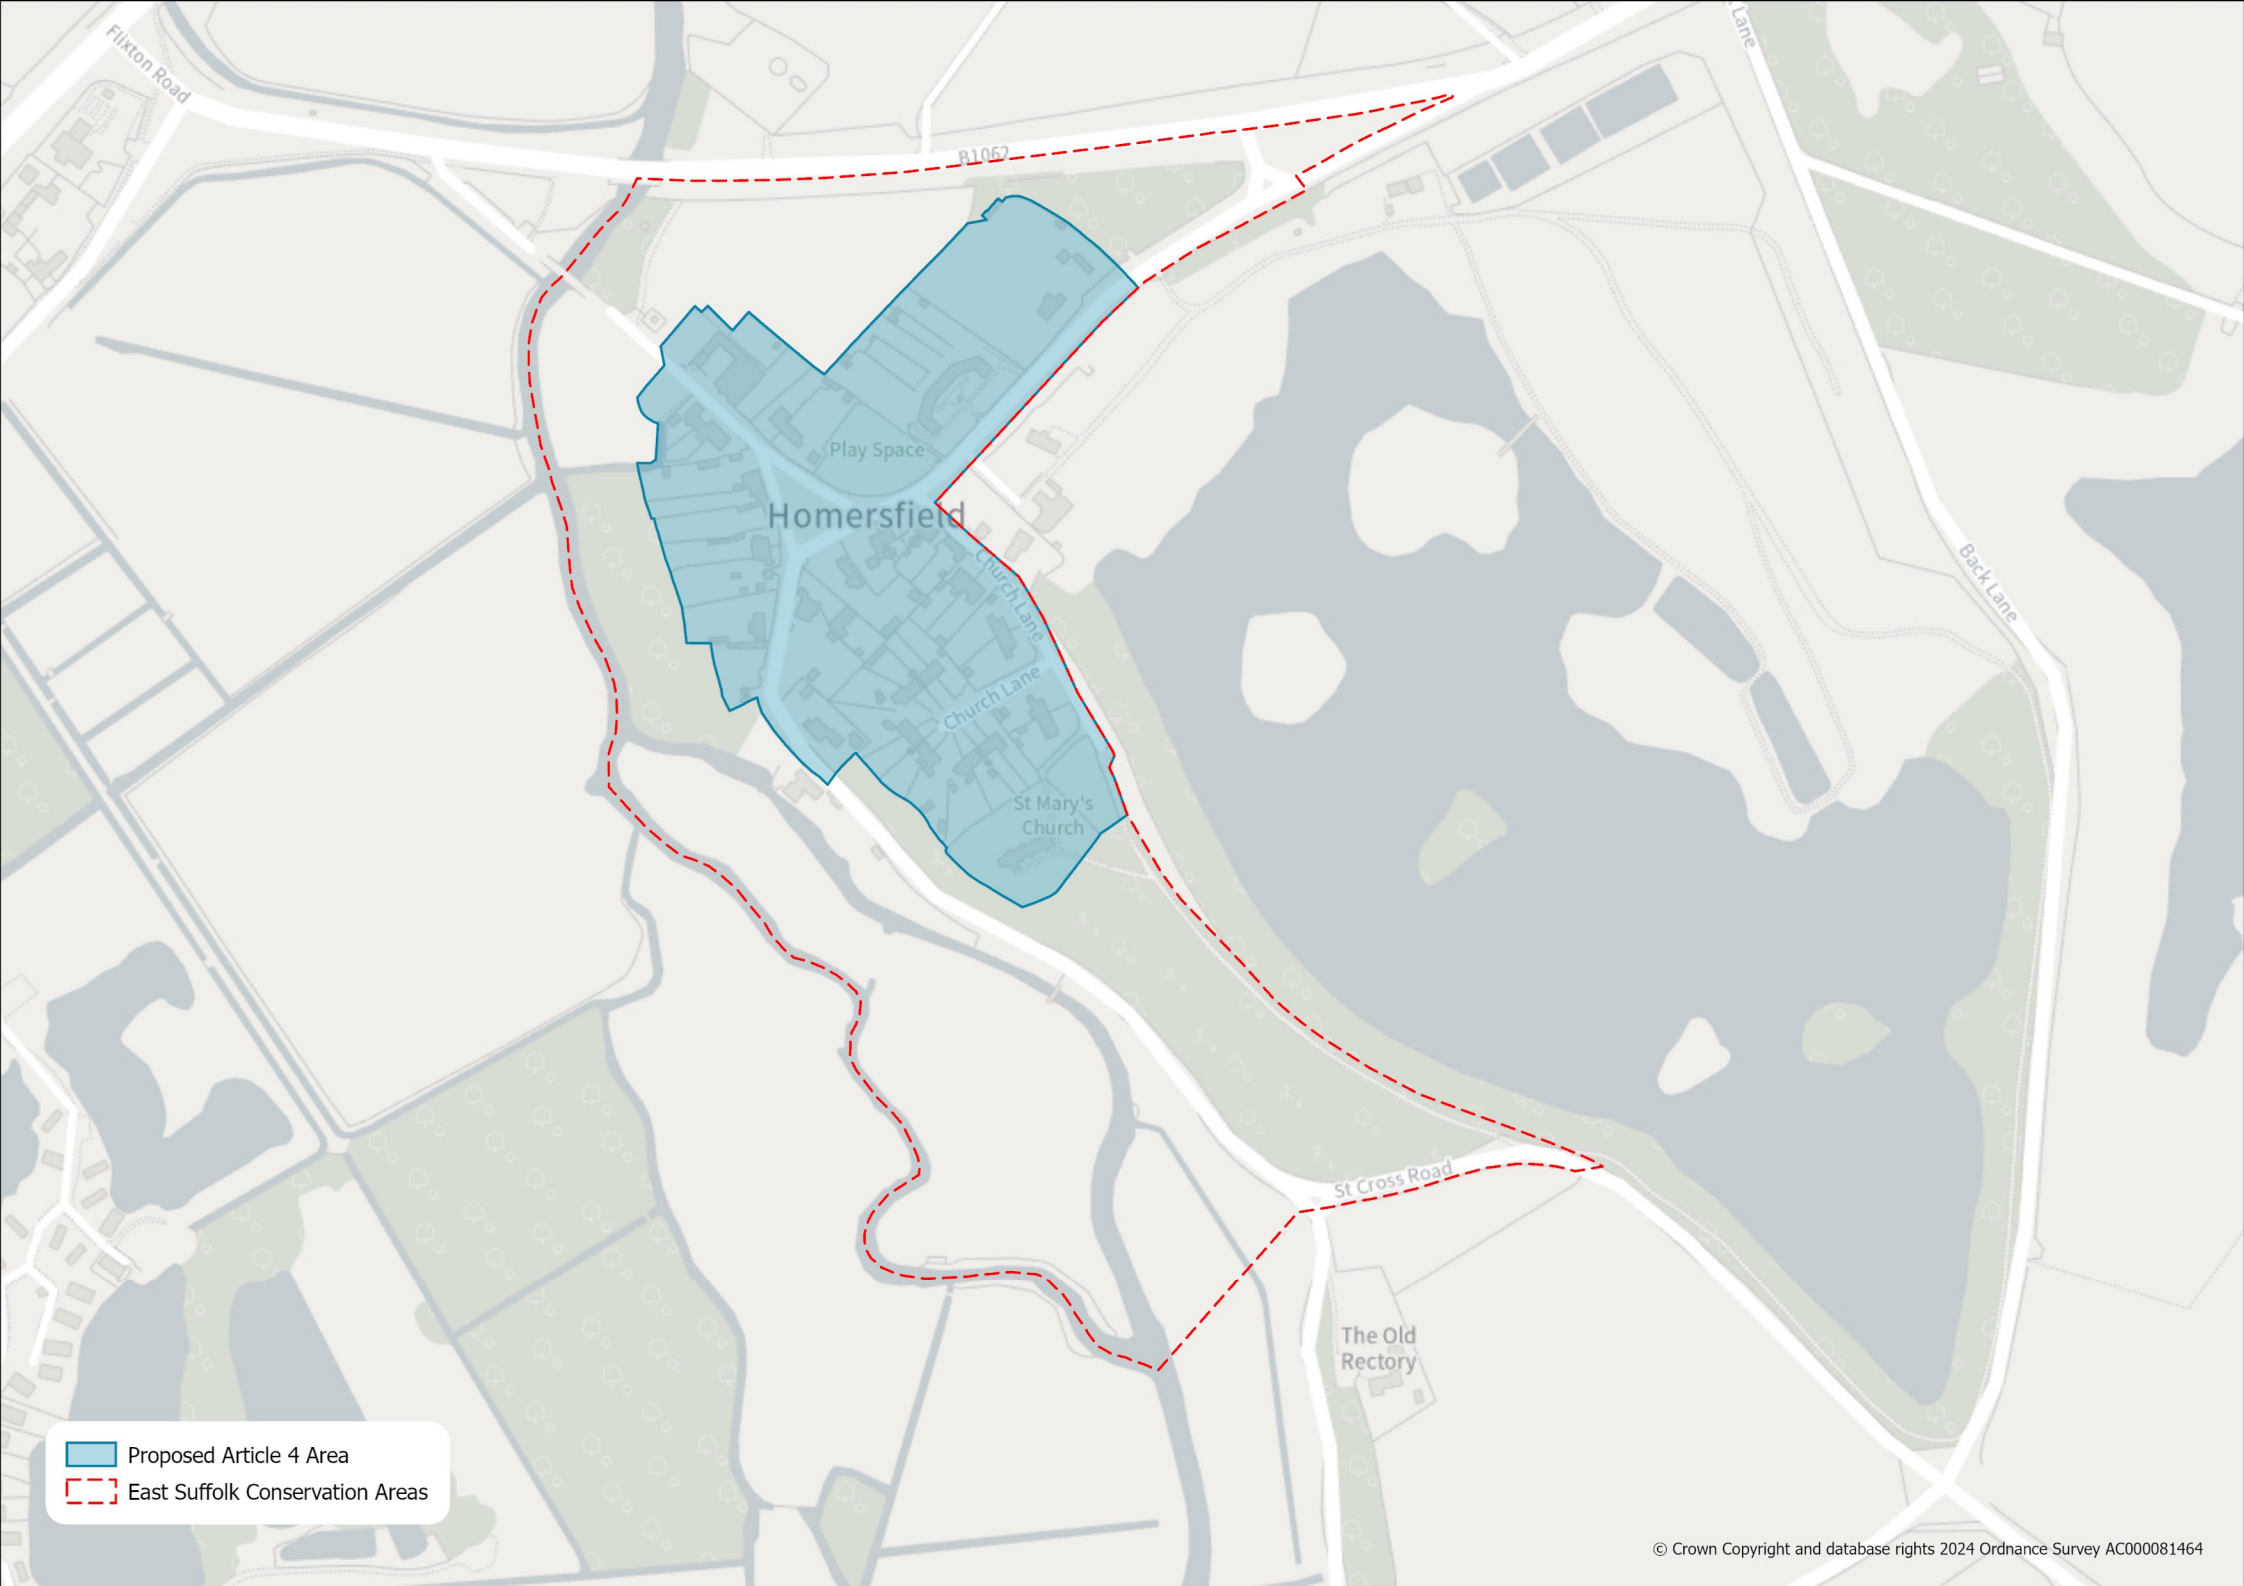 Flixton Road
Lane
B1062
Play Space
Homersfield
Church Lane
Back Lane
Church Lane
St Mary's
Church
St Cross Road
The Old
Rectory
Proposed Article 4 Area
East Suffolk Conservation Areas
© Crown Copyright and database rights 2024 Ordnance Survey AC000081464